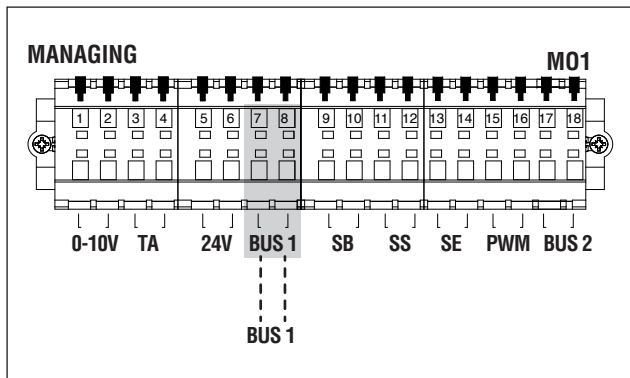 MANAGING M01
1 2 3 4 5 6 7 8 9 10 11 12 13 14 15 16 17 18
0-10V TA 24V BUS 1 SB SS SE PWM BUS 2
BUS 1